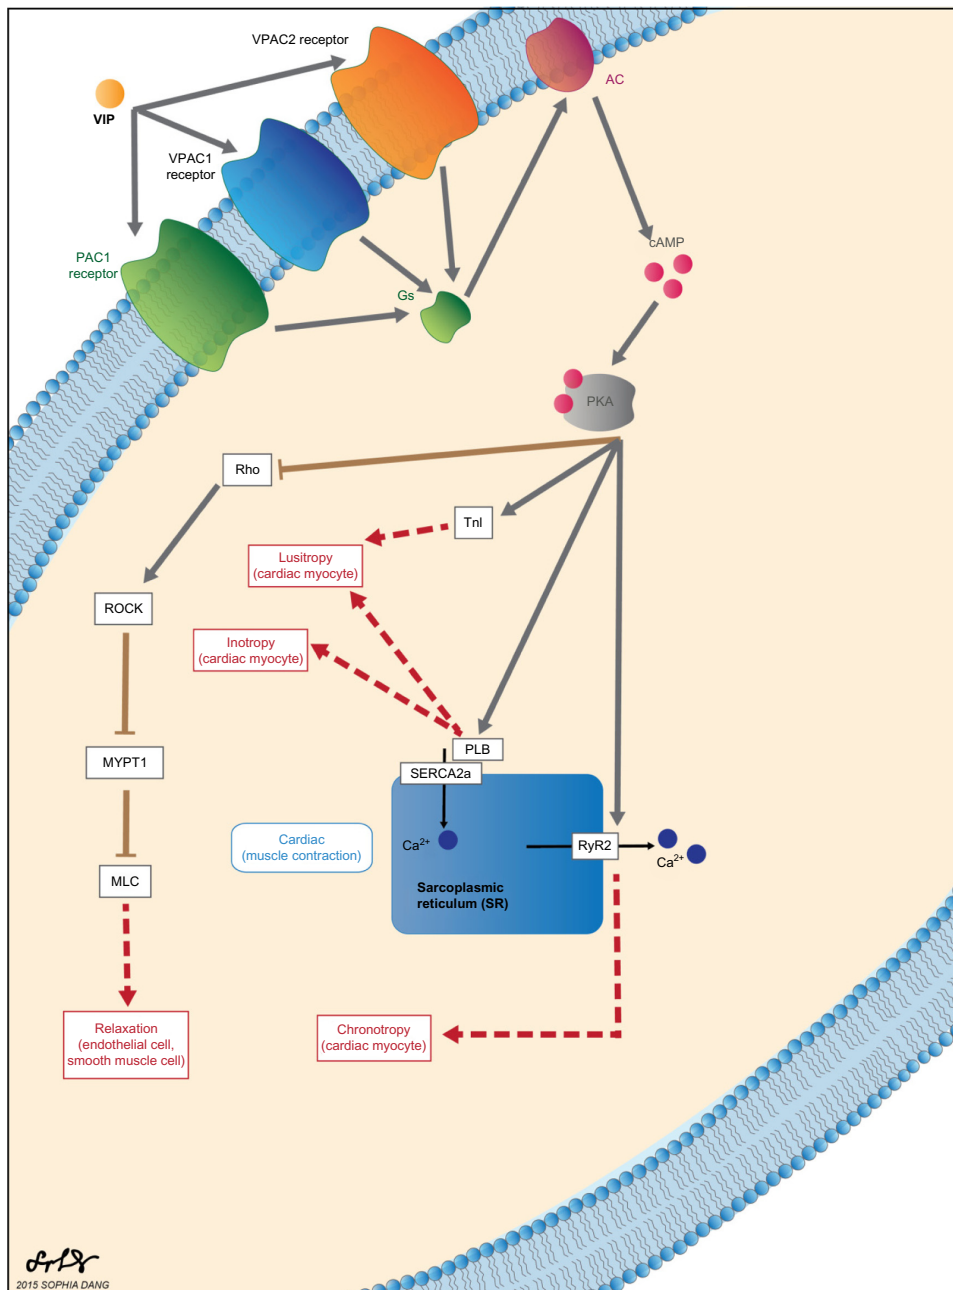 VPAC2 receptor
AC
VIP
VPAC1
receptor
PAC1
receptor
Gs
cAMP
PKA
Rho
Tnl
Lusitropy
(cardiac myocyte)
ROCK
Inotropy
(cardiac myocyte)
PLB
MYPT1
SERCA2a
Cardiac
(muscle contraction)
Ca2+
RyR2
Ca2+
MLC
Sarcoplasmic
reticulum (SR)
Relaxation
(endothelial cell,
smooth muscle cell)
Chronotropy
(cardiac myocyte)
2015 SOPHIA DANG